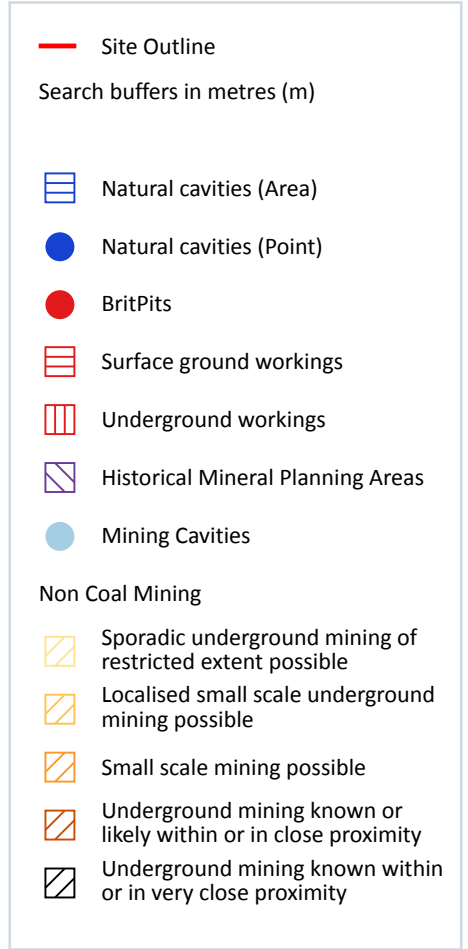 Site Outline
Search buffers in metres (m)
Natural cavities (Area)
Natural cavities (Point)
BritPits
Surface ground workings
Underground workings
Historical Mineral Planning Areas
Mining Cavities
Non Coal Mining
Sporadic underground mining of
restricted extent possible
Localised small scale underground
mining possible
Small scale mining possible
Underground mining known or
likely within or in close proximity
Underground mining known within
or in very close proximity